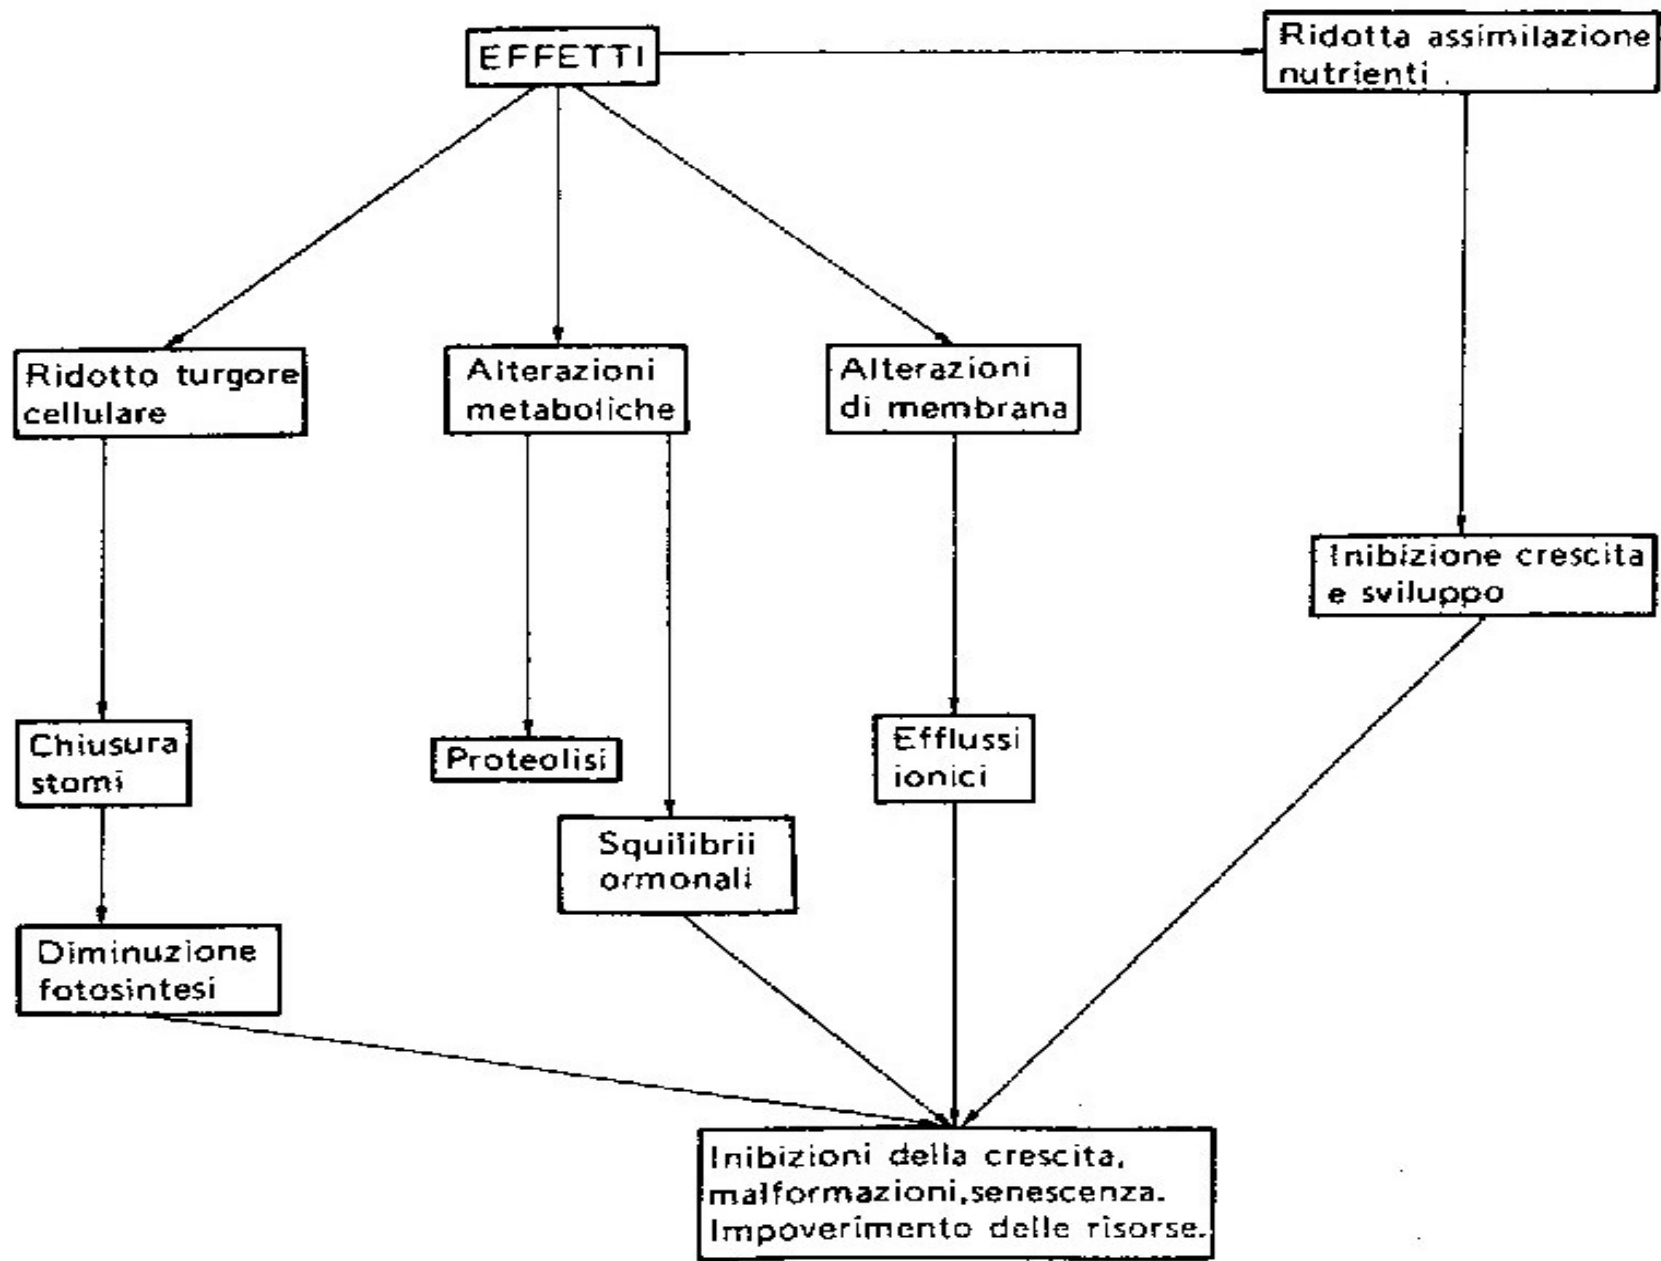 EFFETTI
Ridotta assimilazione
nutrienti
Ridotto turgore
cellulare
Alterazioni
metaboliche
Alterazioni
di membrana
Inibizione crescita
e sviluppo
Chiusura
stomi
Proteolisi
Efflussi
ionici
Squilibrii
ormonali
Diminuzione
fotosintesi
Inibizioni della crescita,
malformazioni,senescenza.
Impoverimento delle risorse.